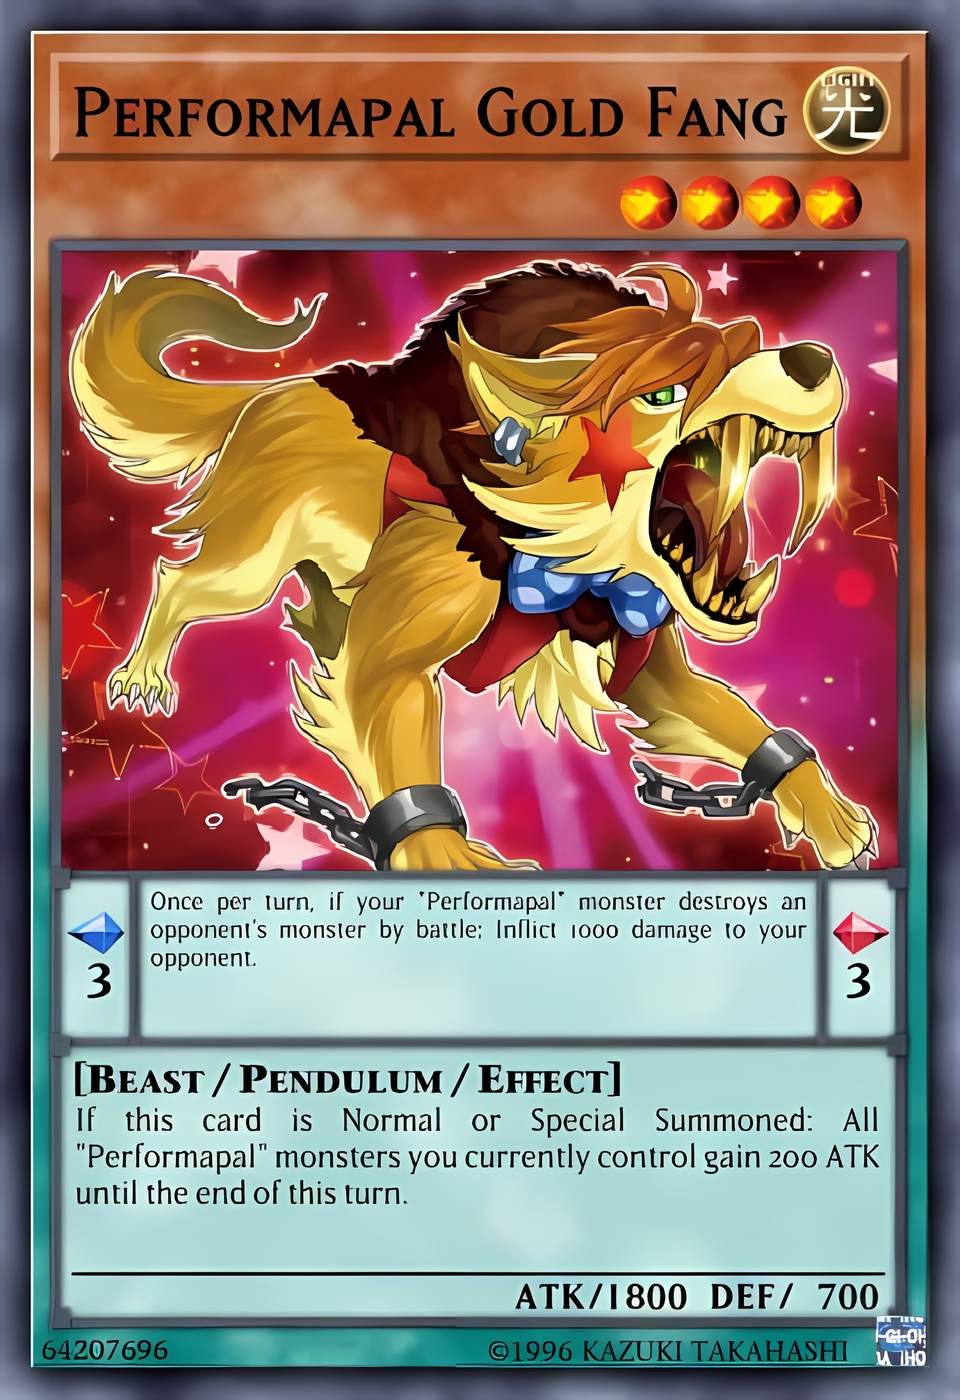 PERFORMAPAL GOLD FANG
光
Once per turn, if your "Performapal" monster destroys an
opponent's monster by battle: Inflict 1000 damage to your
opponent.
3
3
[BEAST / PENDULUM / EFFECT]
If this card is Normal or Special Summoned: All
"Performapal" monsters you currently control gain 200 ATK
until the end of this turn.
ATK/1800 DEF/ 700
64207696
©1996 KAZUKI TAKAHASHI